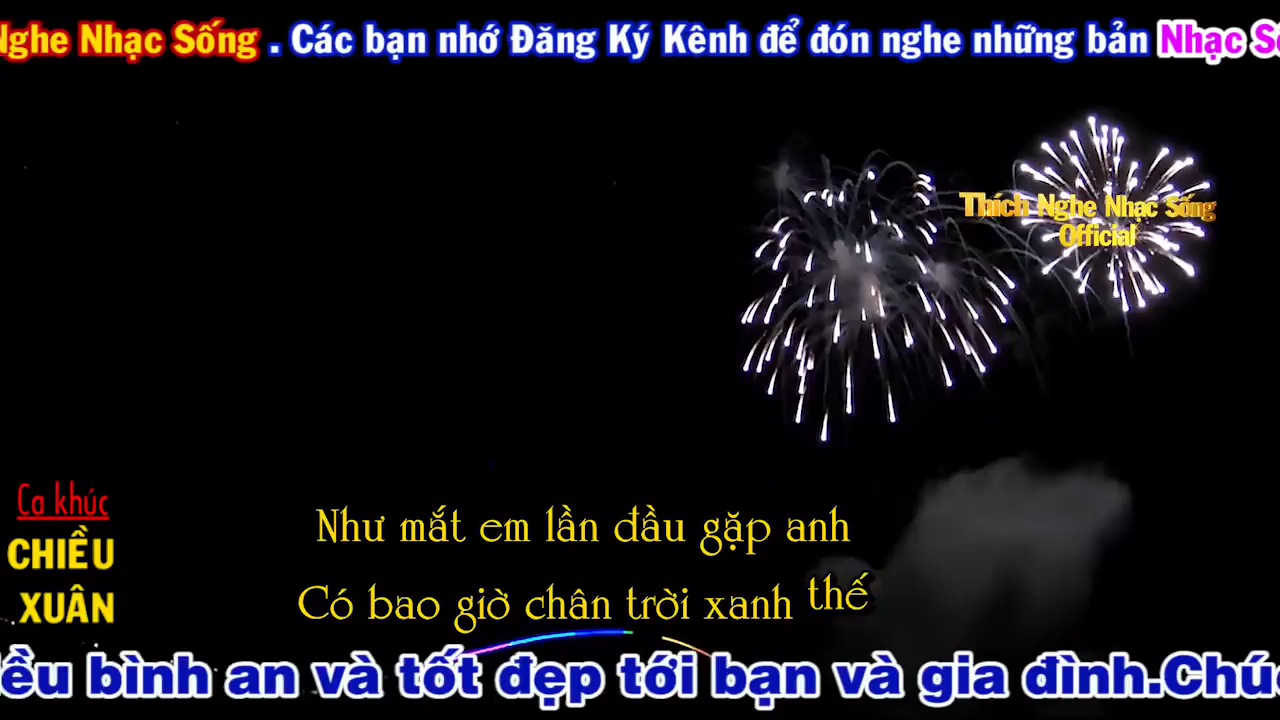 Nghe Nhạc Sống . Các bạn nhớ Đăng Ký Kênh để đón nghe những bản Nhạc
Thích Nghe Nhạc Sống
Official
Ca khúc
CHIỀU
XUÂN
Như mắt em lần đầu gặp anh
Có bao giờ chân trời xanh thế
bình an và tốt đẹp tới bạn và gia đình.Chúc